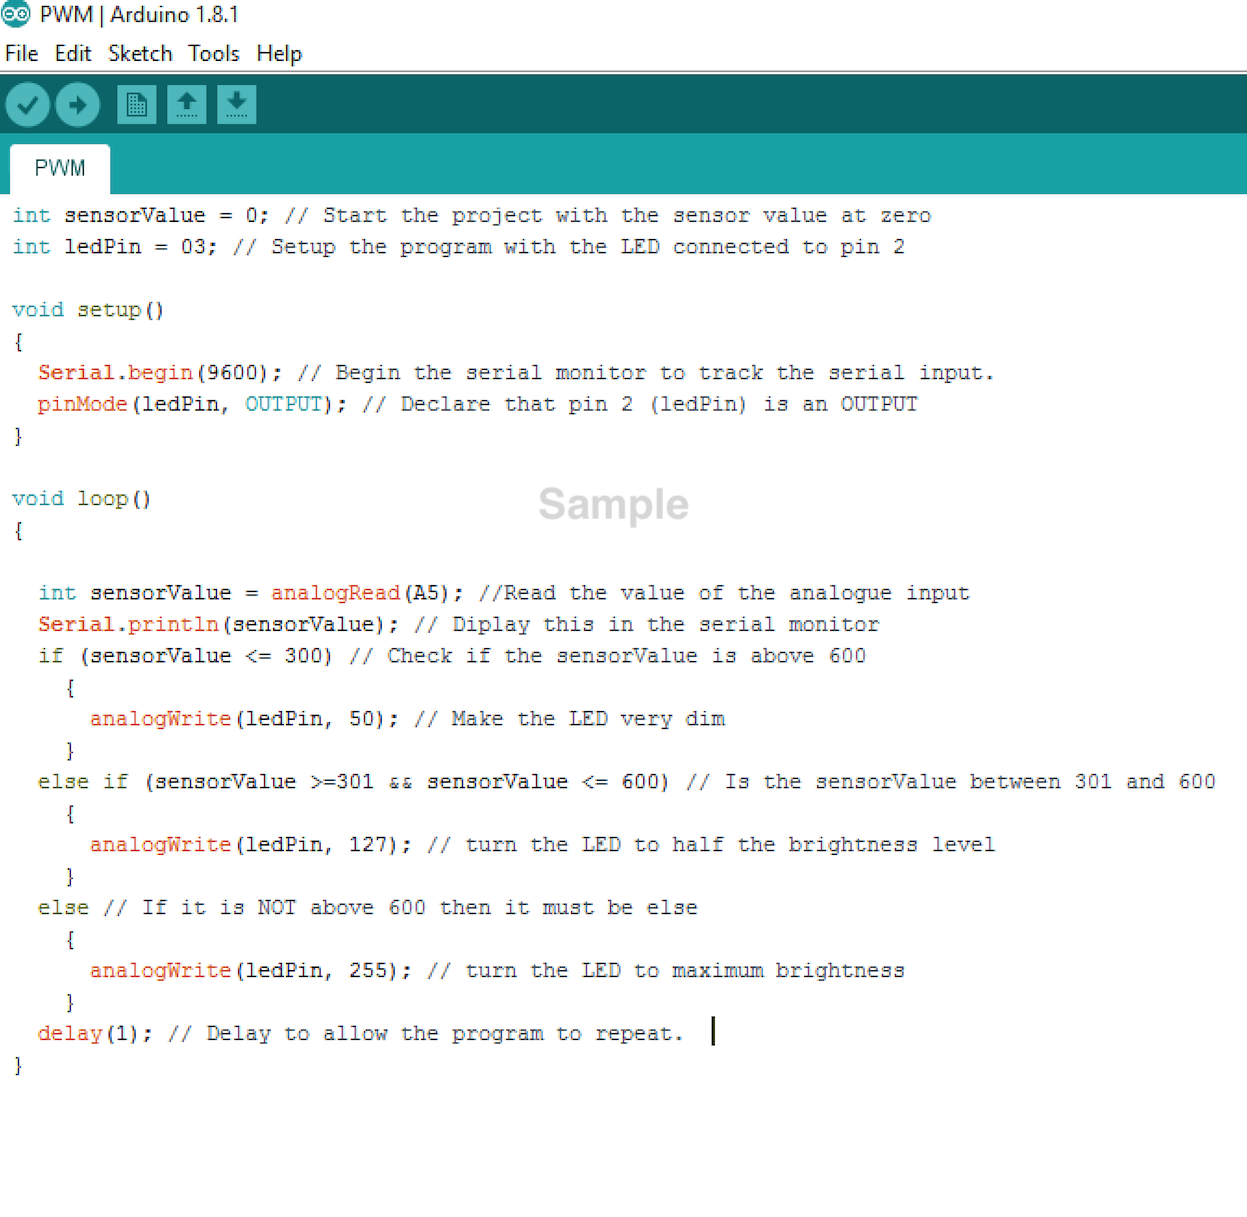 PWM | Arduino 1.8.1
File Edit Sketch Tools Help
PWM
int sensorValue = 0; // Start the project with the sensor value at zero
int ledPin = 03; // Setup the program with the LED connected to pin 2
void setup()
{
Serial.begin(9600); // Begin the serial monitor to track the serial input.
pinMode(ledPin, OUTPUT); // Declare that pin 2 (ledPin) is an OUTPUT
}
void loop()
Sample
{
int sensorValue = analogRead(A5); //Read the value of the analogue input
Serial.println(sensorValue); // Diplay this in the serial monitor
if (sensorValue <= 300) // Check if the sensorValue is above 600
{
analogWrite(ledPin, 50); // Make the LED very dim
}
else if (sensorValue >=301 && sensorValue <= 600) // Is the sensorValue between 301 and 600
{
analogWrite(ledPin, 127); // turn the LED to half the brightness level
}
else // If it is NOT above 600 then it must be else
{
analogWrite(ledPin, 255); // turn the LED to maximum brightness
}
delay(1); // Delay to allow the program to repeat.
}